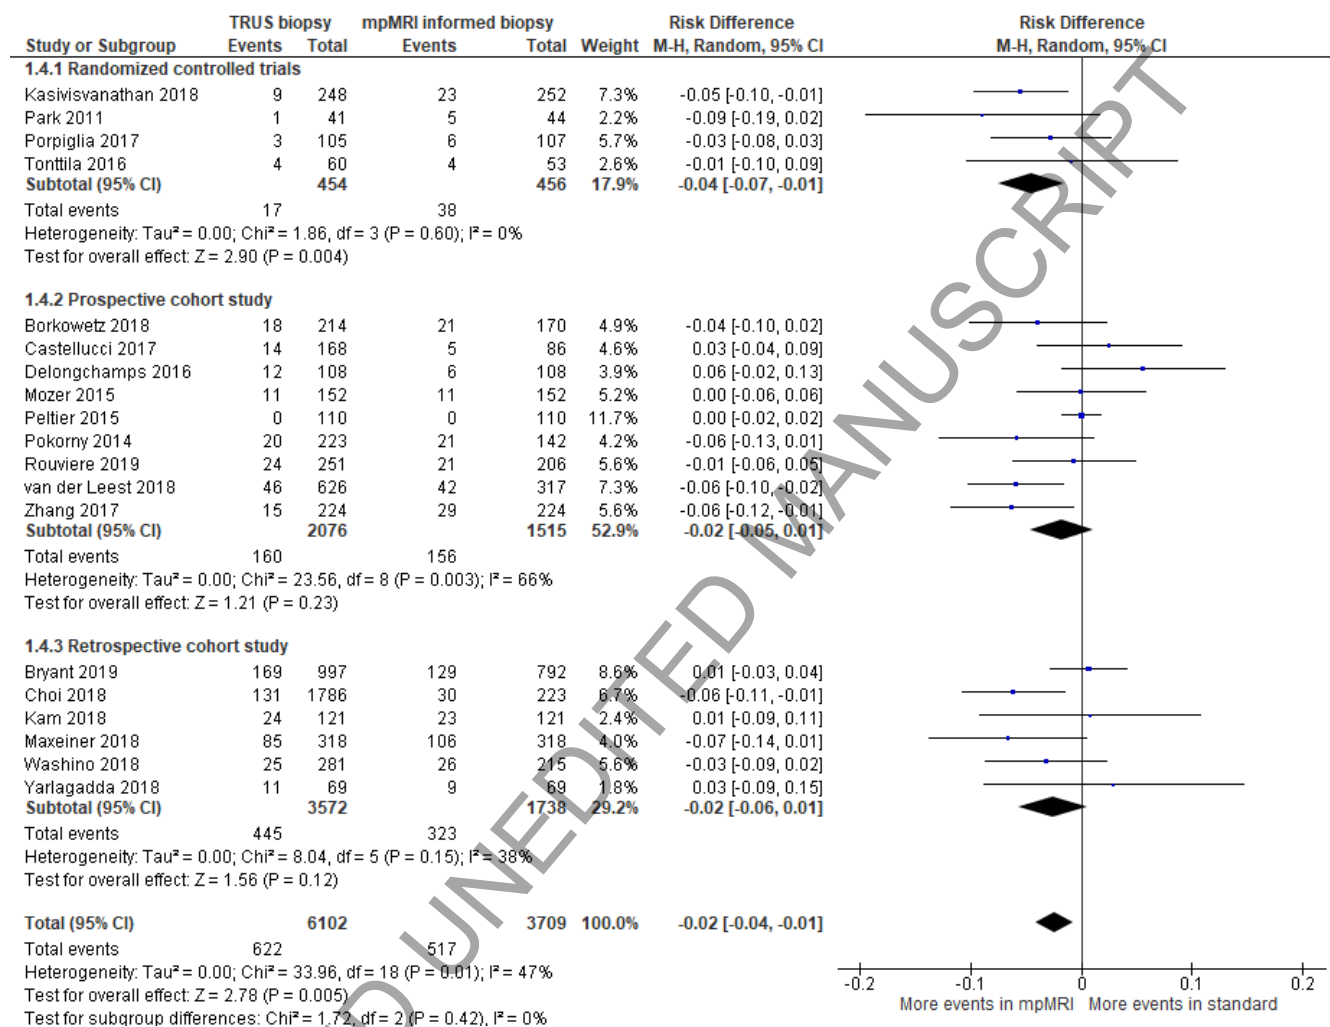 TRUS biopsy mpMRI informed biopsy Risk Difference Risk Difference
Study or Subgroup Events Total Events Total Weight M-H, Random, 95% CI M-H, Random, 95% CI
1.4.1 Randomized controlled trials
Kasivisvanathan 2018 9 248 23 252 7.3% -0.05 [-0.10, -0.01]
Park 2011 1 41 5 44 2.2% -0.09 [-0.19, 0.02]
Porpiglia 2017 3 105 6 107 5.7% -0.03 [-0.08, 0.03]
Tonttila 2016 4 60 4 53 2.6% -0.01 [-0.10, 0.09]
Subtotal (95% CI) 454 456 17.9% -0.04 [-0.07, -0.01]
Total events 17 38
Heterogeneity: Tau² = 0.00; Chi² = 1.86, df = 3 (P = 0.60); I² = 0%
Test for overall effect: Z = 2.90 (P = 0.004)
1.4.2 Prospective cohort study
Borkowetz 2018 18 214 21 170 4.9% -0.04 [-0.10, 0.02]
Castellucci 2017 14 168 5 86 4.6% 0.03 [-0.04, 0.09]
Delongchamps 2016 12 108 6 108 3.9% 0.06 [-0.02, 0.13]
Mozer 2015 11 152 11 152 5.2% 0.00 [-0.06, 0.06]
Peltier 2015 0 110 0 110 11.7% 0.00 [-0.02, 0.02]
Pokorny 2014 20 223 21 142 4.2% -0.06 [-0.13, 0.01]
Rouviere 2019 24 251 21 206 5.6% -0.01 [-0.06, 0.05]
van der Leest 2018 46 626 42 317 7.3% -0.06 [-0.10, -0.02]
Zhang 2017 15 224 29 224 5.6% -0.06 [-0.12, -0.01]
Subtotal (95% CI) 2076 1515 52.9% -0.02 [-0.05, 0.01]
Total events 160 156
Heterogeneity: Tau² = 0.00; Chi² = 23.56, df = 8 (P = 0.003); I² = 66%
Test for overall effect: Z = 1.21 (P = 0.23)
1.4.3 Retrospective cohort study
Bryant 2019 169 997 129 792 8.6% 0.01 [-0.03, 0.04]
Choi 2018 131 1786 30 223 6.7% -0.06 [-0.11, -0.01]
Kam 2018 24 121 23 121 2.4% 0.01 [-0.09, 0.11]
Maxeiner 2018 85 318 106 318 4.0% -0.07 [-0.14, 0.01]
Washino 2018 25 281 26 215 5.6% -0.03 [-0.09, 0.02]
Yarlagadda 2018 11 69 9 69 1.8% 0.03 [-0.09, 0.15]
Subtotal (95% CI) 3572 1738 29.2% -0.02 [-0.06, 0.01]
Total events 445 323
Heterogeneity: Tau² = 0.00; Chi² = 8.04, df = 5 (P = 0.15); I² = 38%
Test for overall effect: Z = 1.56 (P = 0.12)
Total (95% CI) 6102 3709 100.0% -0.02 [-0.04, -0.01]
Total events 622 517
Heterogeneity: Tau² = 0.00; Chi² = 33.96, df = 18 (P = 0.01); I² = 47%
Test for overall effect: Z = 2.78 (P = 0.005)
Test for subgroup differences: Chi² = 1.72, df = 2 (P = 0.42), I² = 0%
-0.2 -0.1 0 0.1 0.2
More events in mpMRI More events in standard
D UNEDITED MANUSCRIPT